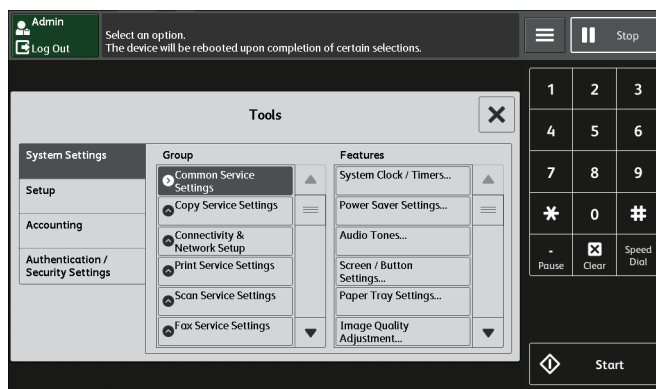 Admin
Log Out
Select an option.
The device will be rebooted upon completion of certain selections.
Stop
Tools
System Settings
Setup
Accounting
Authentication /
Security Settings
Group
Common Service
Settings
Copy Service Settings
Connectivity &
Network Setup
Print Service Settings
Scan Service Settings
Fax Service Settings
Features
System Clock / Timers...
Power Saver Settings...
Audio Tones...
Screen / Button
Settings...
Paper Tray Settings...
Image Quality
Adjustment...
1 2 3
4 5 6
7 8 9
* 0 #
- 
Pause
Clear
Speed
Dial
Start